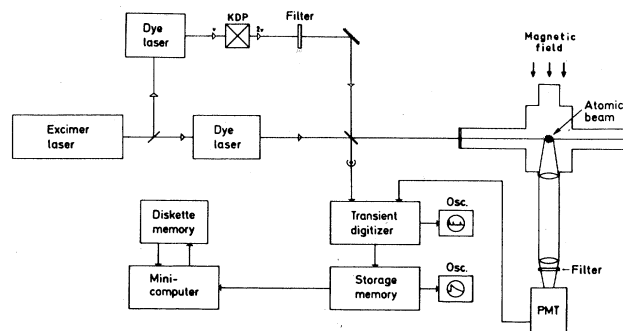 Dye
laser
ν
KDP
2ν
Filter
Magnetic
field
Atomic
beam
Excimer
laser
Dye
laser
Transient
digitizer
Osc.
Diskette
memory
Mini-
computer
Storage
memory
Osc.
Filter
PMT